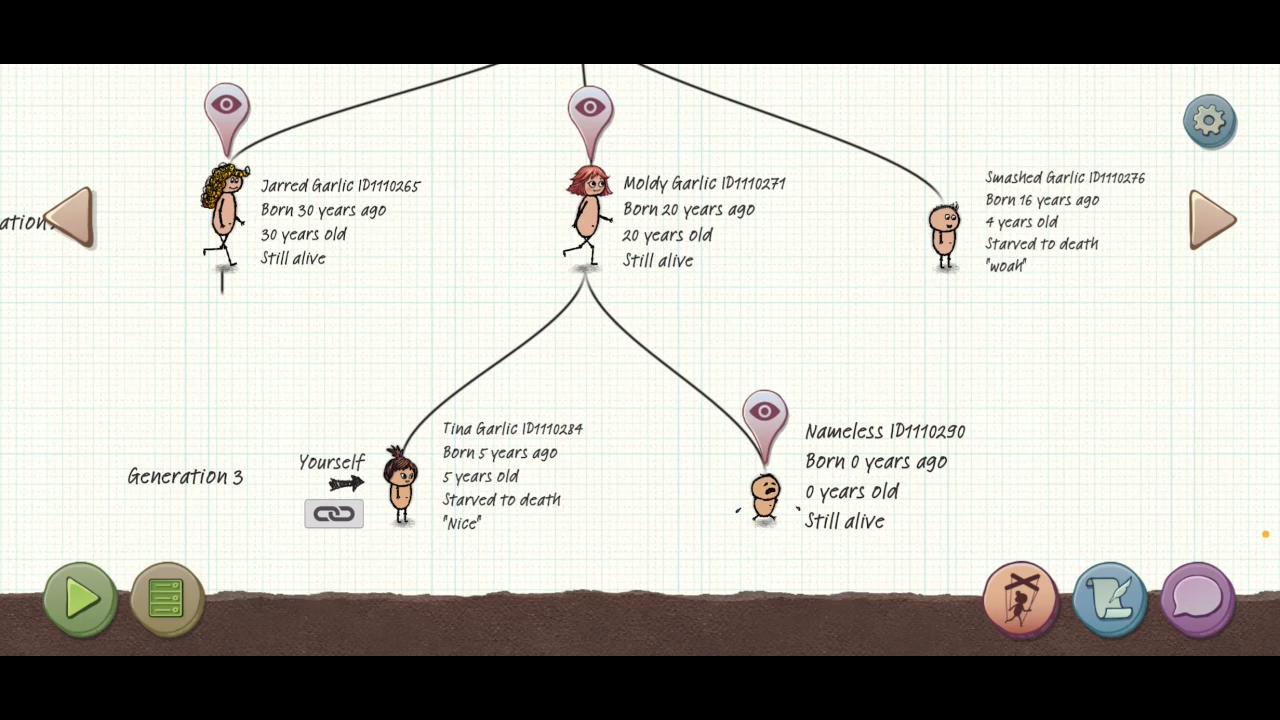 Jarred Garlic ID1110265
Born 30 years ago
30 years old
Still alive
Moldy Garlic ID1110271
Born 20 years ago
20 years old
Still alive
Smashed Garlic ID1110276
Born 16 years ago
4 years old
Starved to death
"woah"
Generation 3
Yourself
Tina Garlic ID1110284
Born 5 years ago
5 years old
Starved to death
"Nice"
Nameless ID1110290
Born 0 years ago
0 years old
Still alive